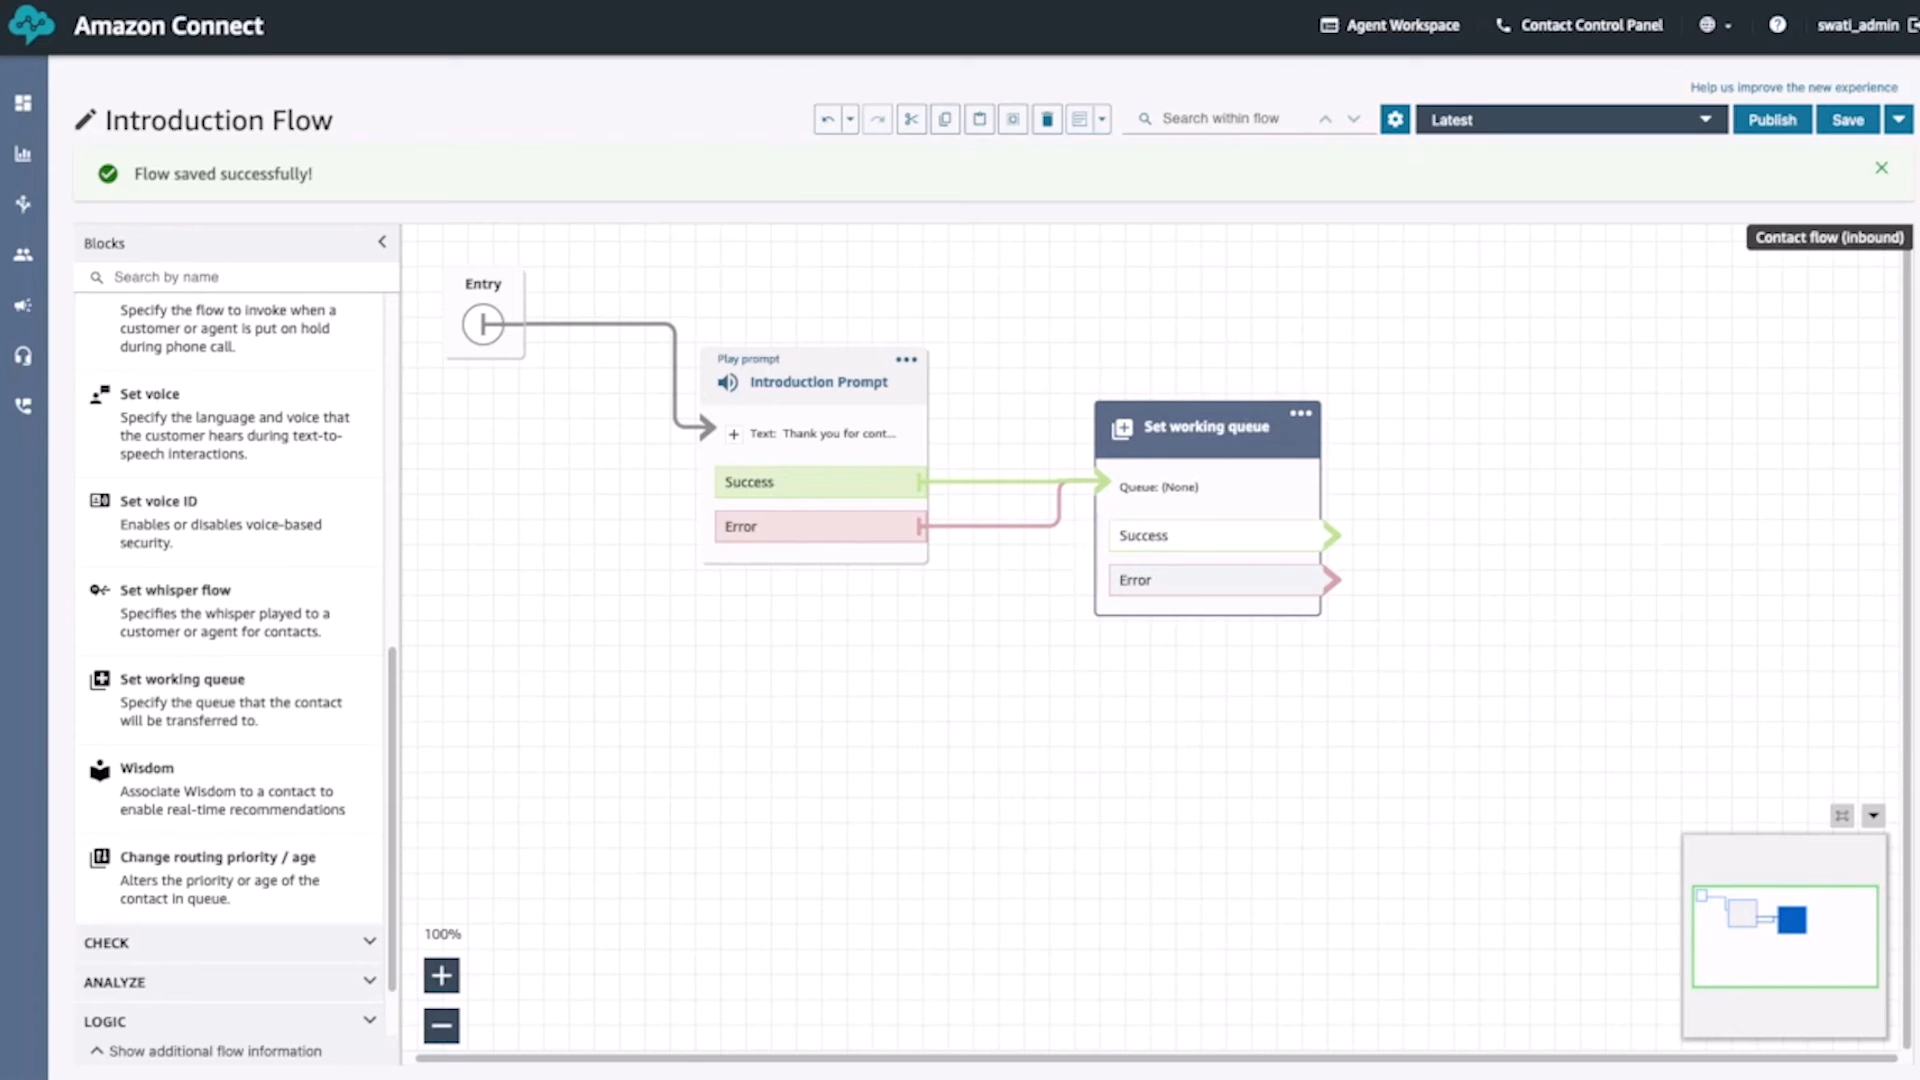 Amazon Connect
Agent Workspace
Contact Control Panel
swati_admin
Help us improve the new experience
Introduction Flow
Search within flow
Latest
Publish
Save
Flow saved successfully!
Blocks
Search by name
Specify the flow to invoke when a
customer or agent is put on hold
during phone call.
Set voice
Specify the language and voice that
the customer hears during text-to-
speech interactions.
Set voice ID
Enables or disables voice-based
security.
Set whisper flow
Specifies the whisper played to a
customer or agent for contacts.
Set working queue
Specify the queue that the contact
will be transferred to.
Wisdom
Associate Wisdom to a contact to
enable real-time recommendations
Change routing priority / age
Alters the priority or age of the
contact in queue.
CHECK
ANALYZE
LOGIC
Show additional flow information
Contact flow (inbound)
Entry
Play prompt
Introduction Prompt
Text: Thank you for cont...
Success
Error
Set working queue
Queue: (None)
Success
Error
100%